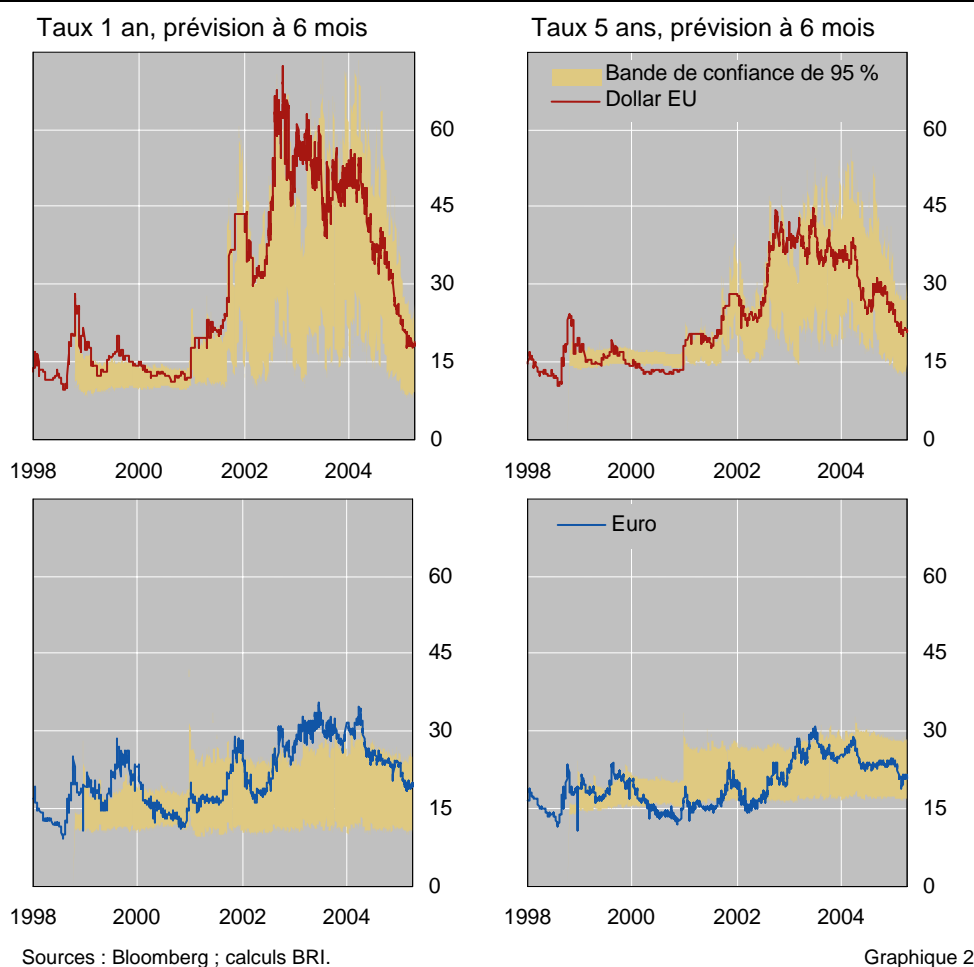 Taux 1 an, prévision à 6 mois
60
45
30
15
0
1998 2000 2002 2004
Taux 5 ans, prévision à 6 mois
Bande de confiance de 95 %
Dollar EU
60
45
30
15
0
1998 2000 2002 2004
60
45
30
15
0
1998 2000 2002 2004
Euro
60
45
30
15
0
1998 2000 2002 2004
Sources : Bloomberg ; calculs BRI.
Graphique 2